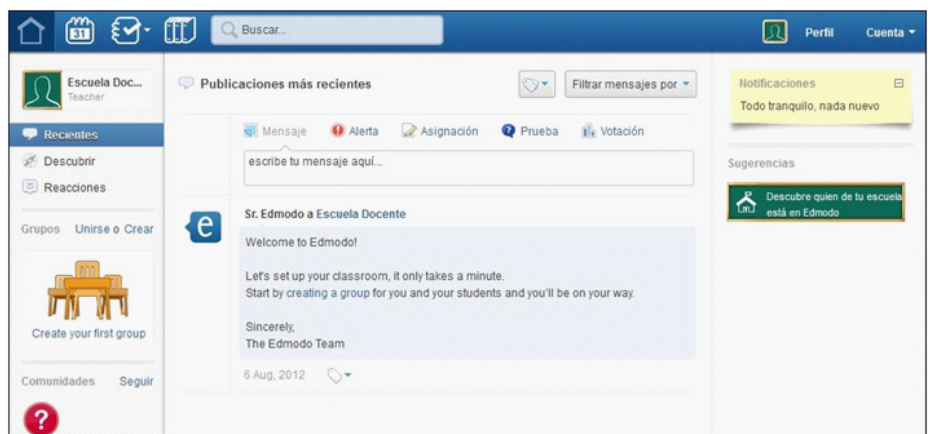 31
Buscar...
Perfil
Cuenta
Escuela Doc...
Teacher
Recientes
Descubrir
Reacciones
Grupos Unirse o Crear
Create your first group
Comunidades Seguir
?
Publicaciones más recientes
Filtrar mensajes por
Mensaje Alerta Asignación Prueba Votación
escribe tu mensaje aquí...
e
Sr. Edmodo a Escuela Docente
Welcome to Edmodo!
Let's set up your classroom, it only takes a minute.
Start by creating a group for you and your students and you'll be on your way.
Sincerely,
The Edmodo Team
6 Aug, 2012
Notificaciones
Todo tranquilo, nada nuevo
Sugerencias
Descubre quien de tu escuela
está en Edmodo